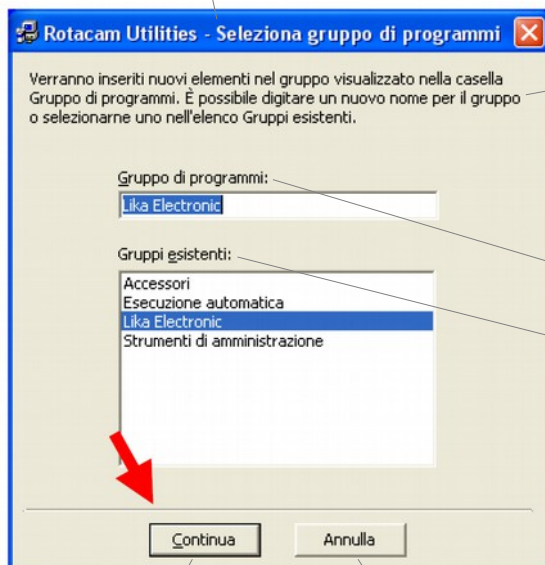 Rotacam Utilities - Seleziona gruppo di programmi
Verranno inseriti nuovi elementi nel gruppo visualizzato nella casella
Gruppo di programmi. È possibile digitare un nuovo nome per il gruppo
o selezionarne uno nell'elenco Gruppi esistenti.
Gruppo di programmi:
Lika Electronic
Gruppi esistenti:
Accessori
Esecuzione automatica
Lika Electronic
Strumenti di amministrazione
Continua
Annulla